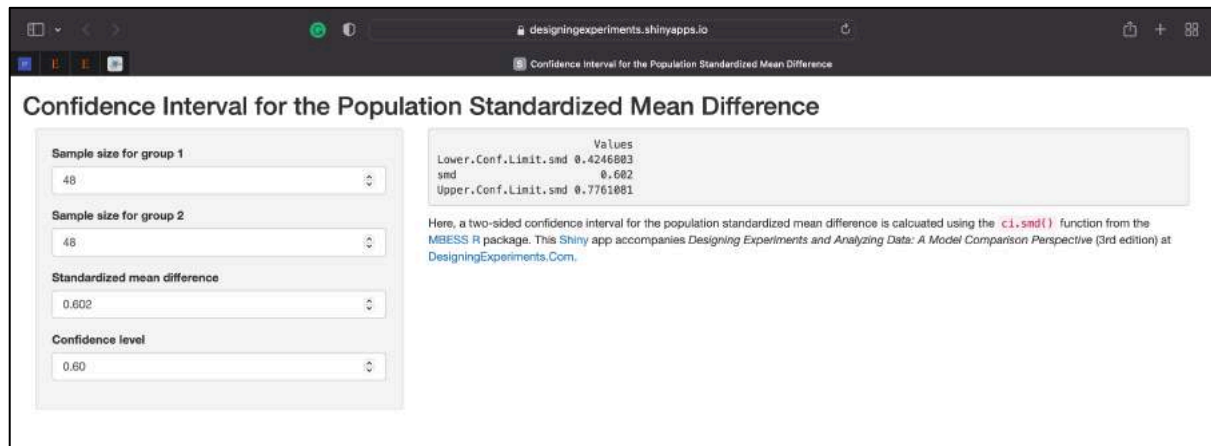 designingexperiments.shinyapps.io
Confidence Interval for the Population Standardized Mean Difference
Confidence Interval for the Population Standardized Mean Difference
Sample size for group 1
48
Sample size for group 2
48
Standardized mean difference
0.602
Confidence level
0.60
Values
Lower.Conf.Limit.smd 0.4246803
smd 0.602
Upper.Conf.Limit.smd 0.7761081
Here, a two-sided confidence interval for the population standardized mean difference is calcuated using the ci.smd() function from the
MBESS R package. This Shiny app accompanies Designing Experiments and Analyzing Data: A Model Comparison Perspective (3rd edition) at
DesigningExperiments.Com.